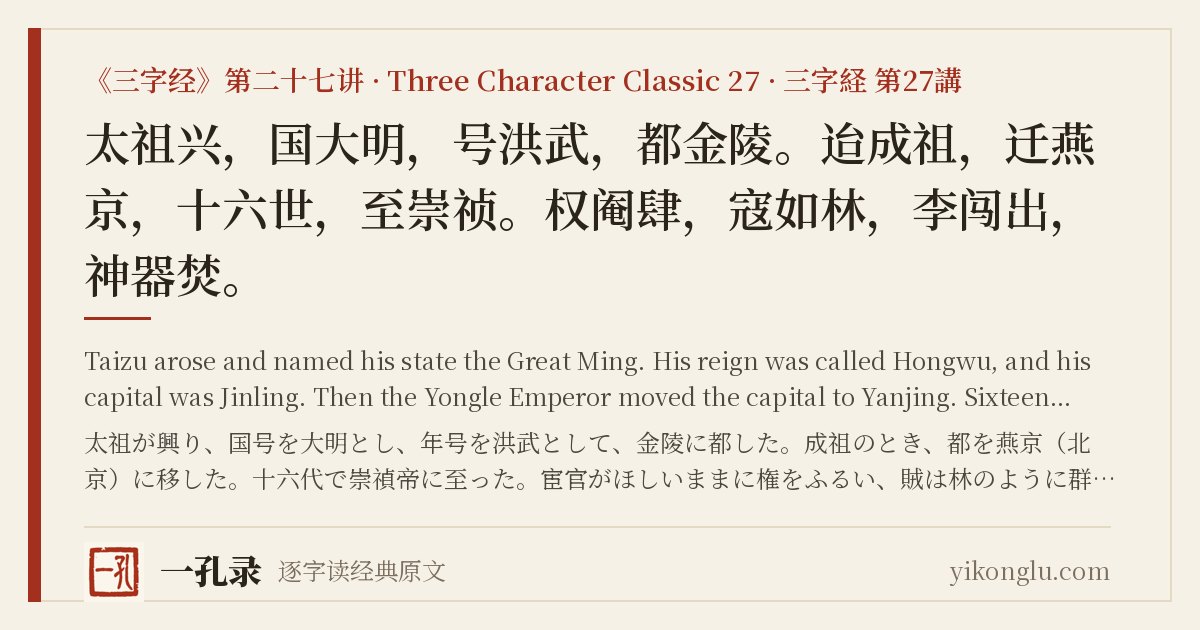 《三字经》第二十七讲 · Three Character Classic 27 · 三字経 第27講
太祖兴，国大明，号洪武，都金陵。迨成祖，迁燕
京，十六世，至崇祯。权阉肆，寇如林，李闯出，
神器焚。
Taizu arose and named his state the Great Ming. His reign was called Hongwu, and his
capital was Jinling. Then the Yongle Emperor moved the capital to Yanjing. Sixteen...
太祖が興り、国号を大明とし、年号を洪武として、金陵に都した。成祖のとき、都を燕京（北
京）に移した。十六代で崇禎帝に至った。宦官がほしいままに権をふるい、賊は林のように群…
一孔
一孔录 逐字读经典原文
yikonglu.com